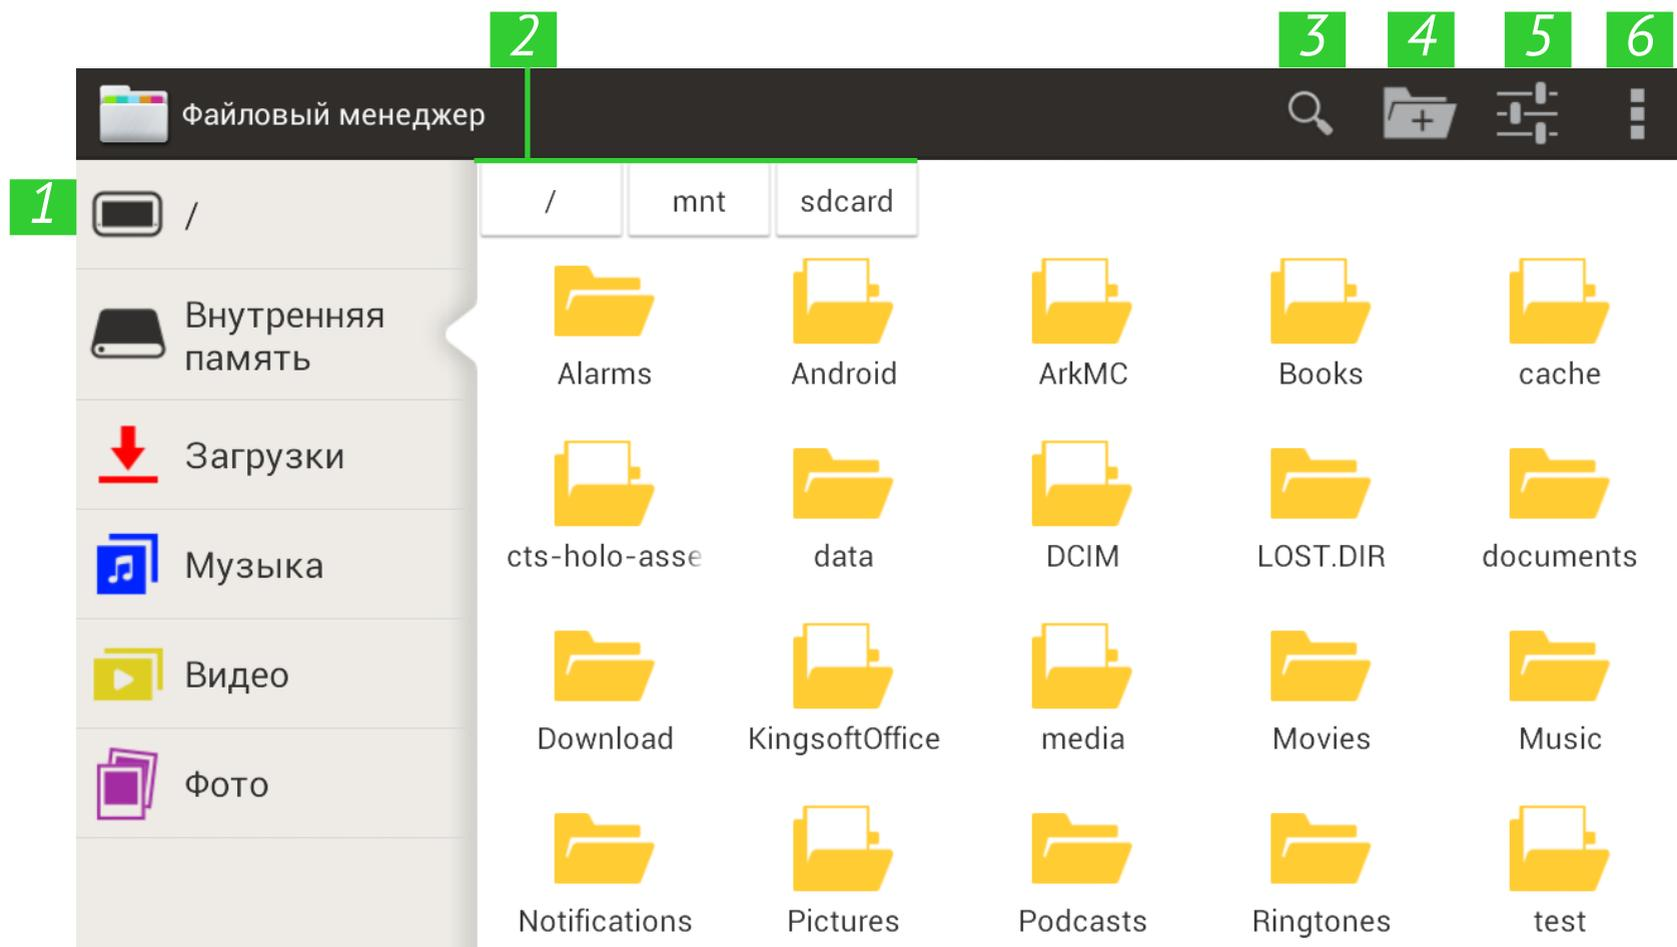 2
3
4
5
6
Файловый менеджер
1
/
Внутренняя
память
Загрузки
Музыка
Видео
Фото
/ mnt sdcard
Alarms Android ArkMC Books cache
cts-holo-asse data DCIM LOST.DIR documents
Download KingsoftOffice media Movies Music
Notifications Pictures Podcasts Ringtones test